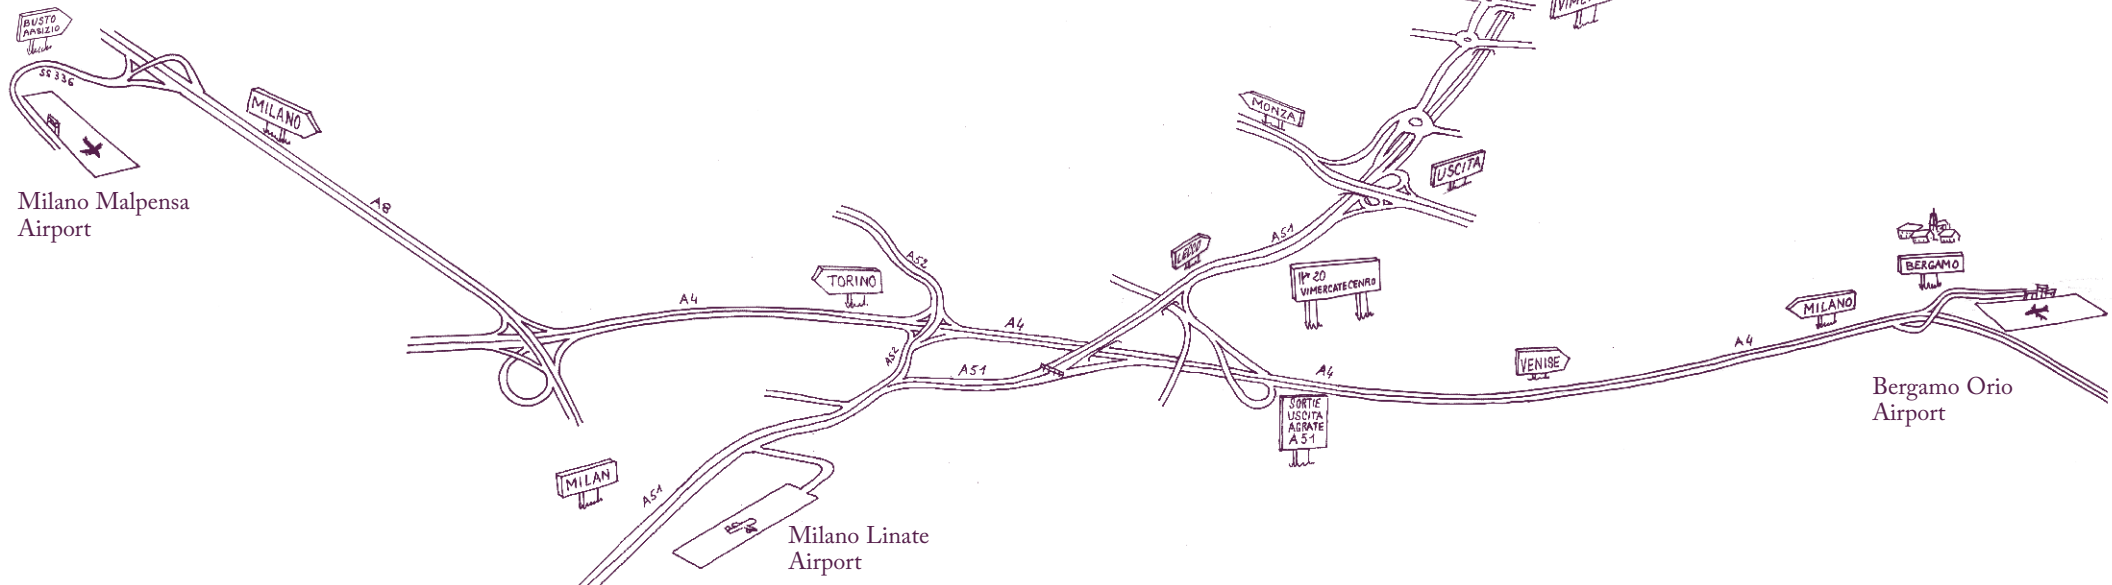 BUSTO
ARSIZIO
SS 336
MILANO
Milano Malpensa
Airport
A8
TORINO
A4
A52
A4
A52
A51
MILAN
A51
Milano Linate
Airport
MONZA
USCITA
LECCO
A51
20
VIMERCATE CENRO
SORTIE
USCITA
AGRATE
A51
A4
VENISE
A4
MILANO
BERGAMO
Bergamo Orio
Airport